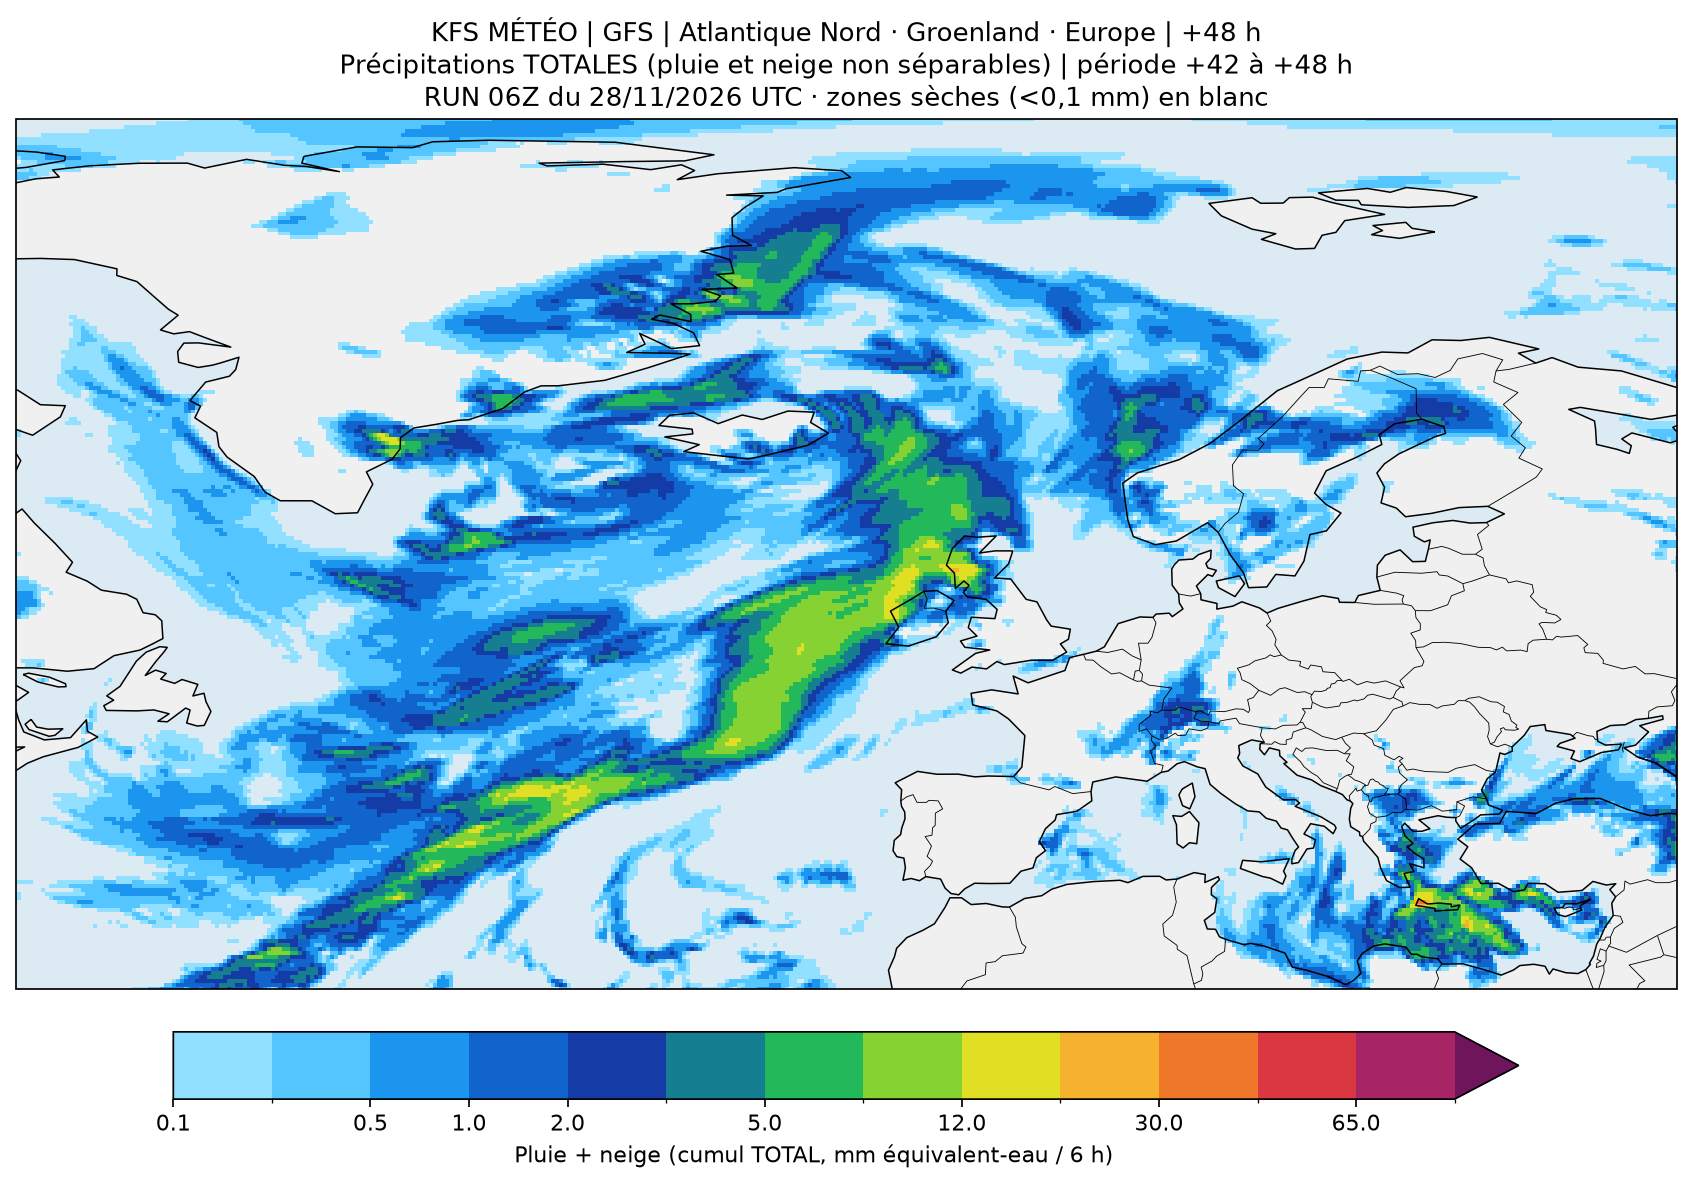 KFS MÉTÉO | GFS | Atlantique Nord · Groenland · Europe | +48 h
Précipitations TOTALES (pluie et neige non séparables) | période +42 à +48 h
RUN 06Z du 28/11/2026 UTC · zones sèches (<0,1 mm) en blanc
0.1 0.5 1.0 2.0 5.0 12.0 30.0 65.0
Pluie + neige (cumul TOTAL, mm équivalent-eau / 6 h)